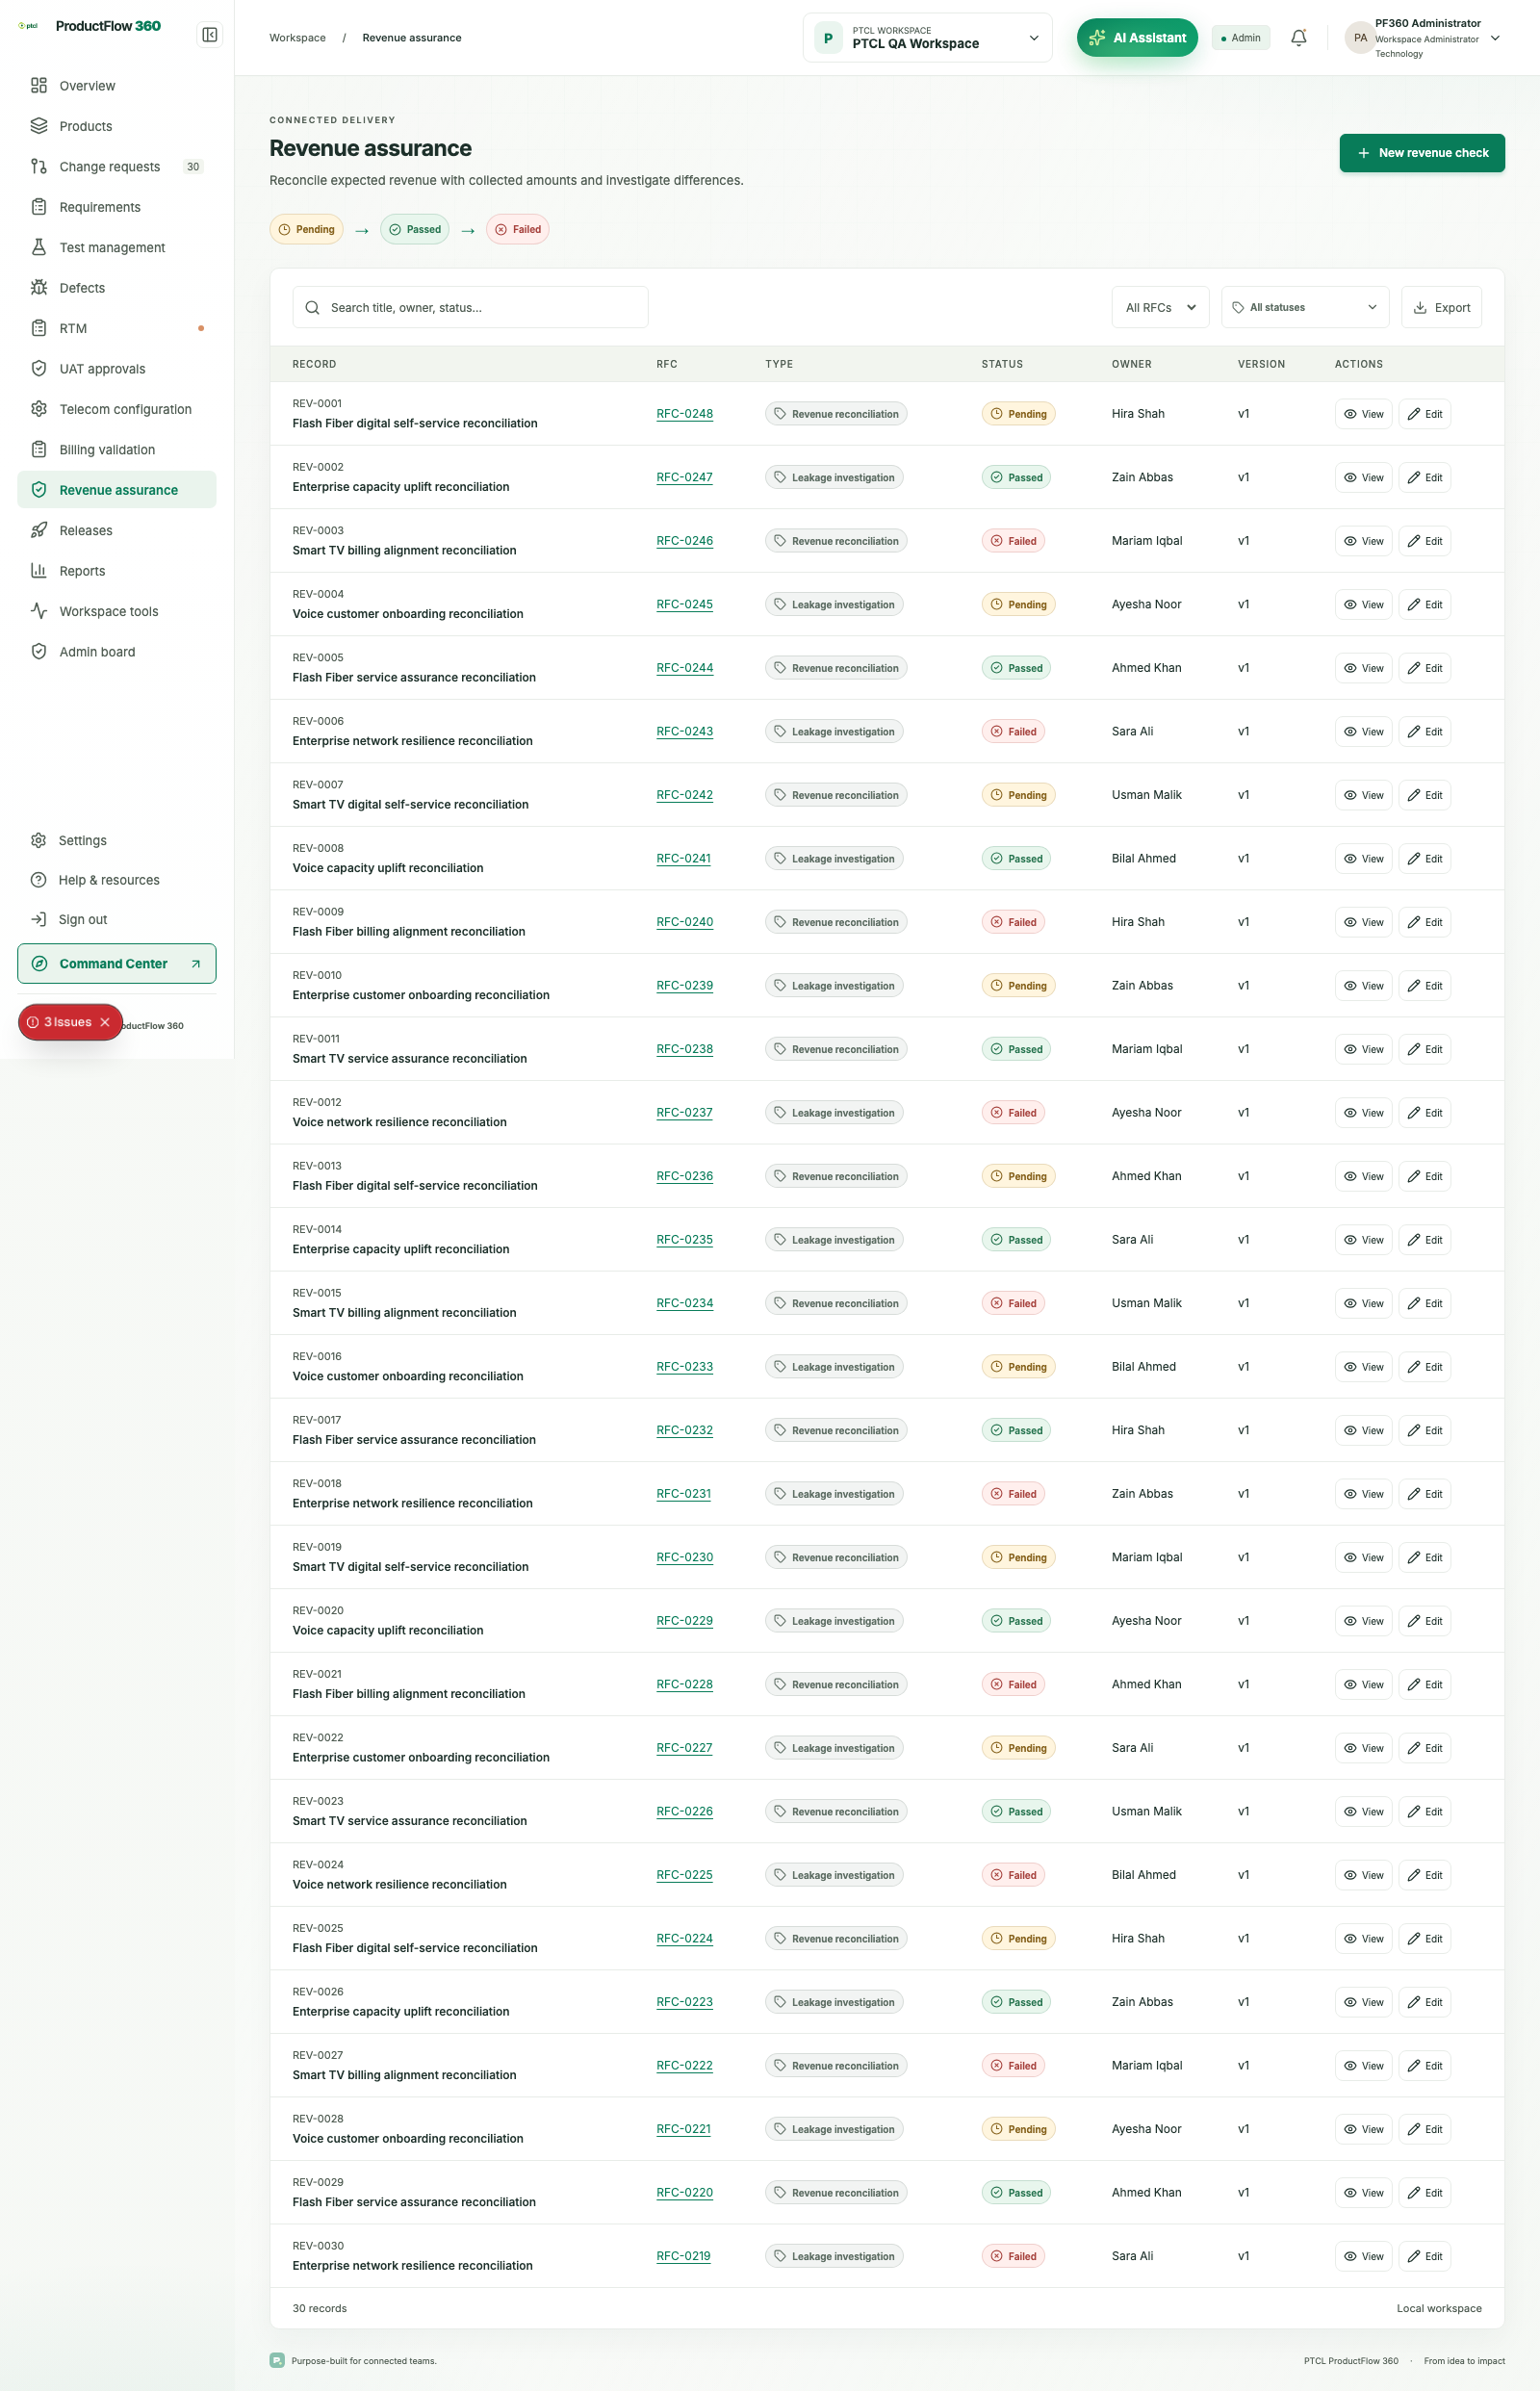 ptcl
ProductFlow 360
Overview
Products
Change requests 30
Requirements
Test management
Defects
RTM
UAT approvals
Telecom configuration
Billing validation
Revenue assurance
Releases
Reports
Workspace tools
Admin board
Settings
Help & resources
Sign out
Command Center
3 Issues
oductFlow 360
Workspace / Revenue assurance
P
PTCL WORKSPACE
PTCL QA Workspace
AI Assistant
Admin
PA
PF360 Administrator
Workspace Administrator
Technology
CONNECTED DELIVERY
Revenue assurance
Reconcile expected revenue with collected amounts and investigate differences.
New revenue check
Pending → Passed → Failed
Search title, owner, status...
All RFCs
All statuses
Export
RECORD RFC TYPE STATUS OWNER VERSION ACTIONS
REV-0001
Flash Fiber digital self-service reconciliation RFC-0248 Revenue reconciliation Pending Hira Shah v1 View Edit
REV-0002
Enterprise capacity uplift reconciliation RFC-0247 Leakage investigation Passed Zain Abbas v1 View Edit
REV-0003
Smart TV billing alignment reconciliation RFC-0246 Revenue reconciliation Failed Mariam Iqbal v1 View Edit
REV-0004
Voice customer onboarding reconciliation RFC-0245 Leakage investigation Pending Ayesha Noor v1 View Edit
REV-0005
Flash Fiber service assurance reconciliation RFC-0244 Revenue reconciliation Passed Ahmed Khan v1 View Edit
REV-0006
Enterprise network resilience reconciliation RFC-0243 Leakage investigation Failed Sara Ali v1 View Edit
REV-0007
Smart TV digital self-service reconciliation RFC-0242 Revenue reconciliation Pending Usman Malik v1 View Edit
REV-0008
Voice capacity uplift reconciliation RFC-0241 Leakage investigation Passed Bilal Ahmed v1 View Edit
REV-0009
Flash Fiber billing alignment reconciliation RFC-0240 Revenue reconciliation Failed Hira Shah v1 View Edit
REV-0010
Enterprise customer onboarding reconciliation RFC-0239 Leakage investigation Pending Zain Abbas v1 View Edit
REV-0011
Smart TV service assurance reconciliation RFC-0238 Revenue reconciliation Passed Mariam Iqbal v1 View Edit
REV-0012
Voice network resilience reconciliation RFC-0237 Leakage investigation Failed Ayesha Noor v1 View Edit
REV-0013
Flash Fiber digital self-service reconciliation RFC-0236 Revenue reconciliation Pending Ahmed Khan v1 View Edit
REV-0014
Enterprise capacity uplift reconciliation RFC-0235 Leakage investigation Passed Sara Ali v1 View Edit
REV-0015
Smart TV billing alignment reconciliation RFC-0234 Revenue reconciliation Failed Usman Malik v1 View Edit
REV-0016
Voice customer onboarding reconciliation RFC-0233 Leakage investigation Pending Bilal Ahmed v1 View Edit
REV-0017
Flash Fiber service assurance reconciliation RFC-0232 Revenue reconciliation Passed Hira Shah v1 View Edit
REV-0018
Enterprise network resilience reconciliation RFC-0231 Leakage investigation Failed Zain Abbas v1 View Edit
REV-0019
Smart TV digital self-service reconciliation RFC-0230 Revenue reconciliation Pending Mariam Iqbal v1 View Edit
REV-0020
Voice capacity uplift reconciliation RFC-0229 Leakage investigation Passed Ayesha Noor v1 View Edit
REV-0021
Flash Fiber billing alignment reconciliation RFC-0228 Revenue reconciliation Failed Ahmed Khan v1 View Edit
REV-0022
Enterprise customer onboarding reconciliation RFC-0227 Leakage investigation Pending Sara Ali v1 View Edit
REV-0023
Smart TV service assurance reconciliation RFC-0226 Revenue reconciliation Passed Usman Malik v1 View Edit
REV-0024
Voice network resilience reconciliation RFC-0225 Leakage investigation Failed Bilal Ahmed v1 View Edit
REV-0025
Flash Fiber digital self-service reconciliation RFC-0224 Revenue reconciliation Pending Hira Shah v1 View Edit
REV-0026
Enterprise capacity uplift reconciliation RFC-0223 Leakage investigation Passed Zain Abbas v1 View Edit
REV-0027
Smart TV billing alignment reconciliation RFC-0222 Revenue reconciliation Failed Mariam Iqbal v1 View Edit
REV-0028
Voice customer onboarding reconciliation RFC-0221 Leakage investigation Pending Ayesha Noor v1 View Edit
REV-0029
Flash Fiber service assurance reconciliation RFC-0220 Revenue reconciliation Passed Ahmed Khan v1 View Edit
REV-0030
Enterprise network resilience reconciliation RFC-0219 Leakage investigation Failed Sara Ali v1 View Edit
30 records Local workspace
P. Purpose-built for connected teams. PTCL ProductFlow 360 · From idea to impact